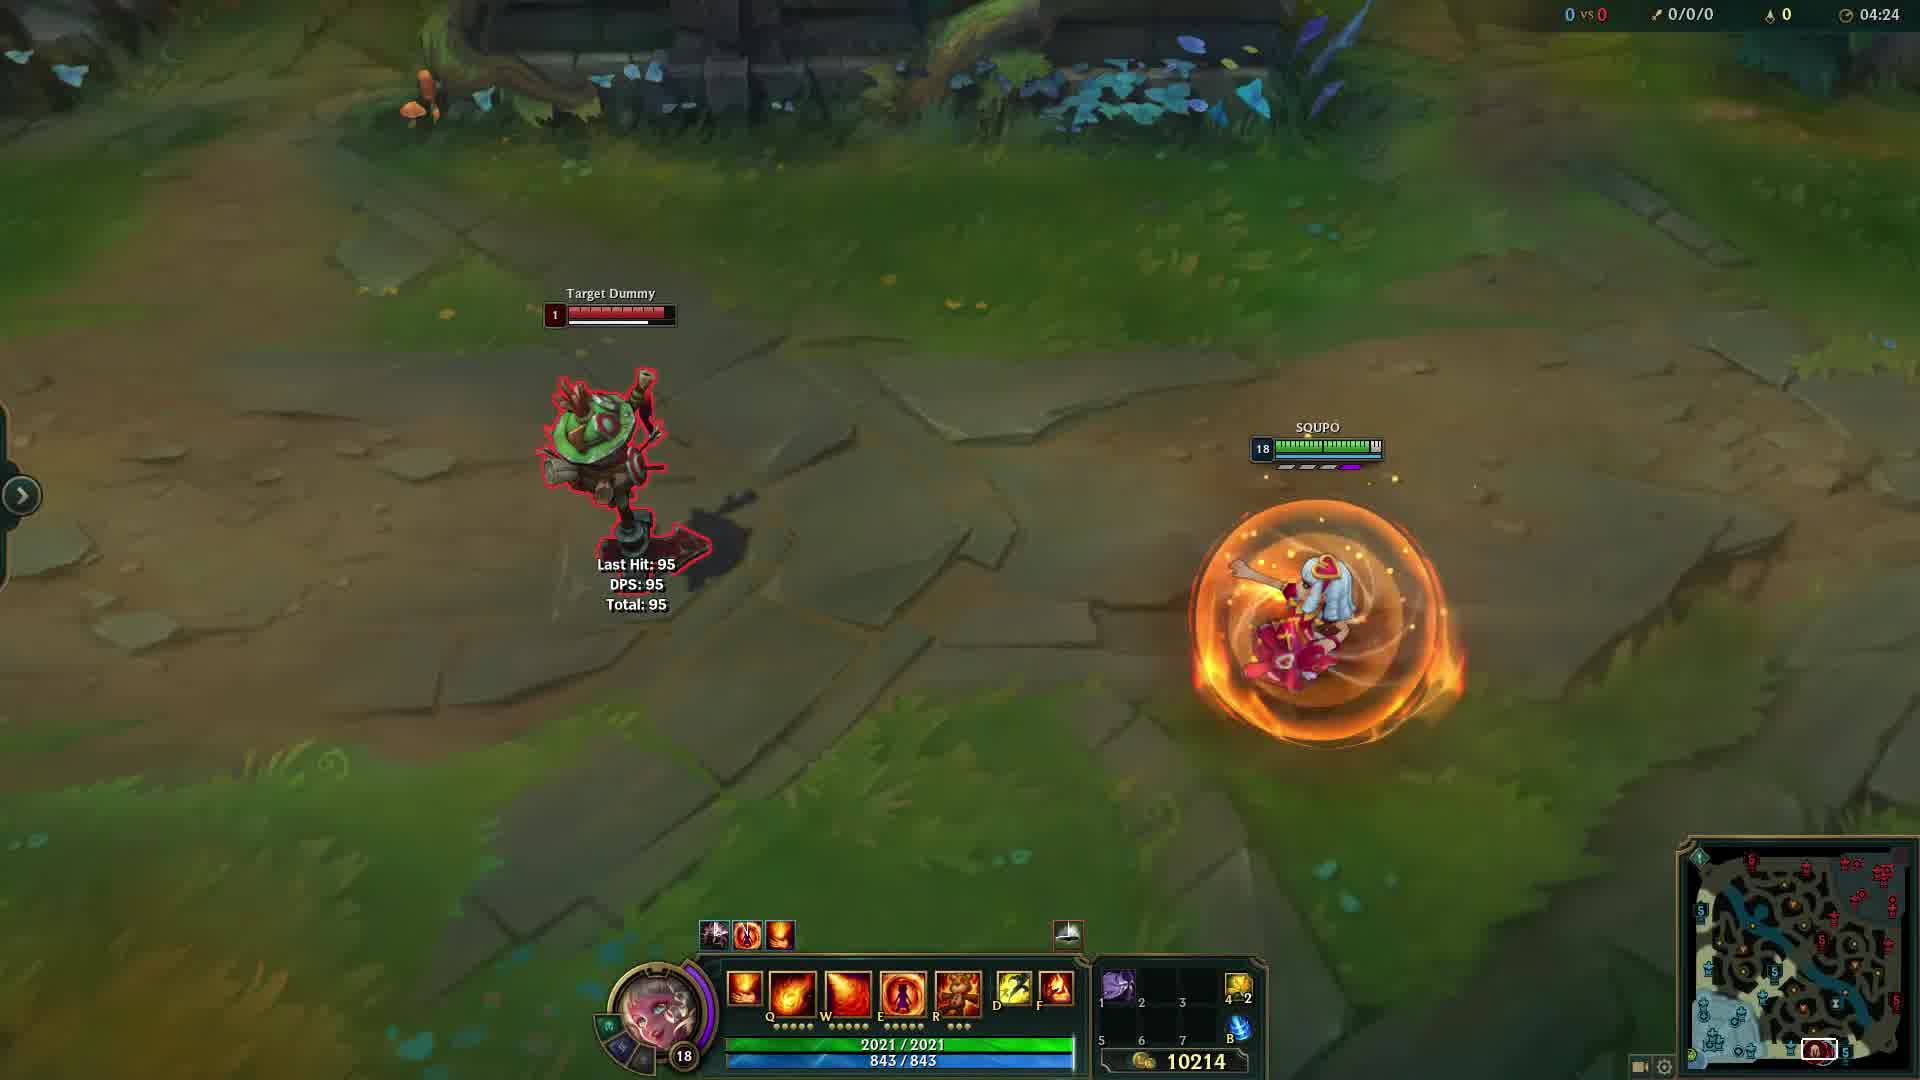 0 vs 0 0/0/0 0 04:24
Target Dummy
1
SQUPO
18
Last Hit: 95
DPS: 95
Total: 95
Q W E R D F
1 2 3 4 2
5 6 7 B
18
2021 / 2021
843 / 843
10214